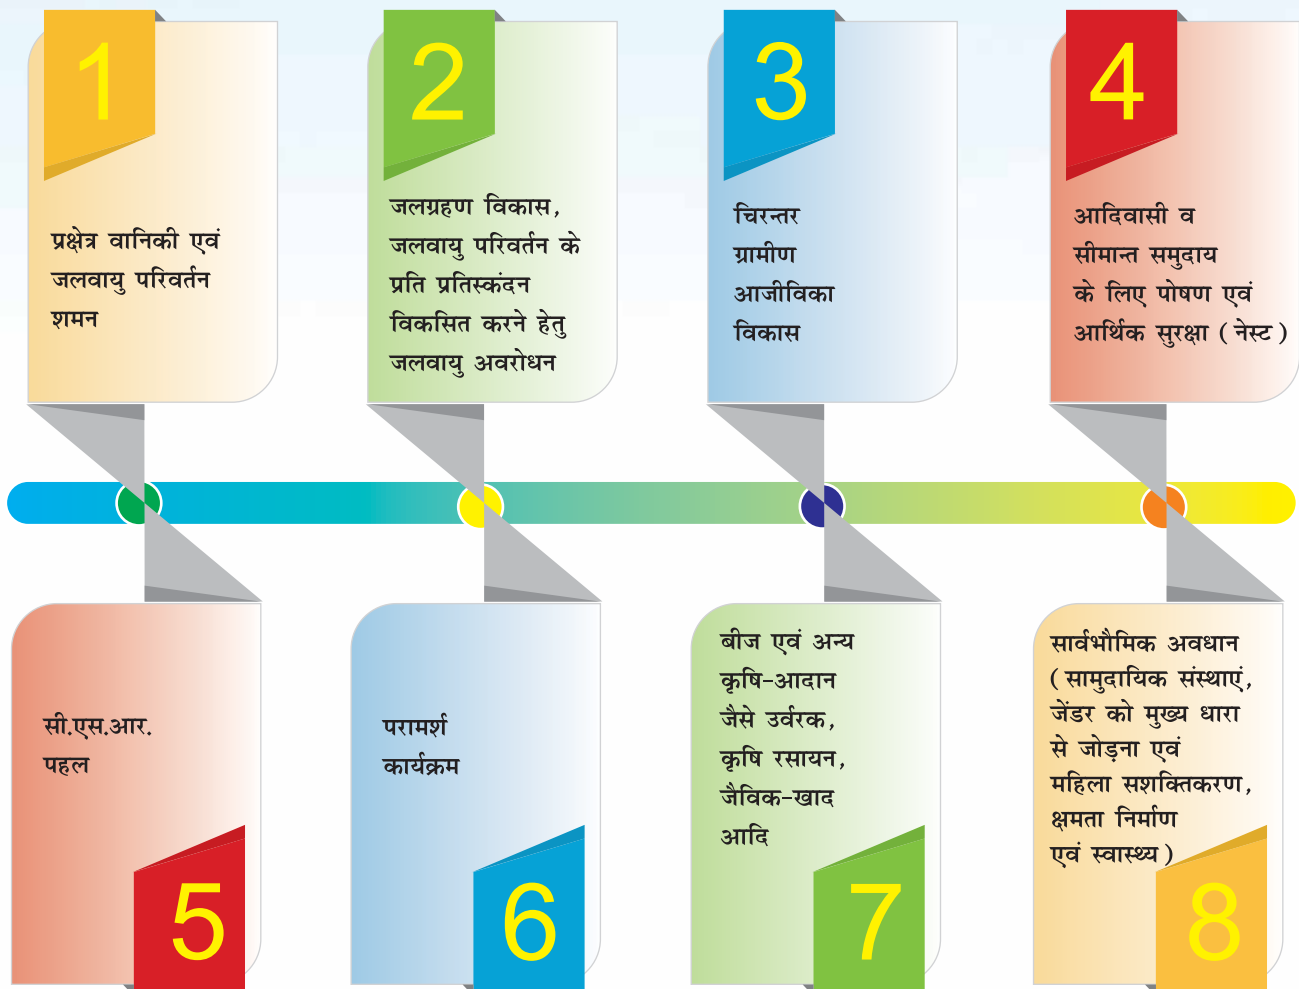 1
प्रक्षेत्र वानिकी एवं
जलवायु परिवर्तन
शमन
2
जलग्रहण विकास,
जलवायु परिवर्तन के
प्रति प्रतिस्कंदन
विकसित करने हेतु
जलवायु अवरोधन
3
चिरन्तर
ग्रामीण
आजीविका
विकास
4
आदिवासी व
सीमान्त समुदाय
के लिए पोषण एवं
आर्थिक सुरक्षा ( नेस्ट )
सी.एस.आर.
पहल
5
परामर्श
कार्यक्रम
6
बीज एवं अन्य
कृषि-आदान
जैसे उर्वरक,
कृषि रसायन,
जैविक-खाद
आदि
7
सार्वभौमिक अवधान
( सामुदायिक संस्थाएं,
जेंडर को मुख्य धारा
से जोड़ना एवं
महिला सशक्तिकरण,
क्षमता निर्माण
एवं स्वास्थ्य )
8